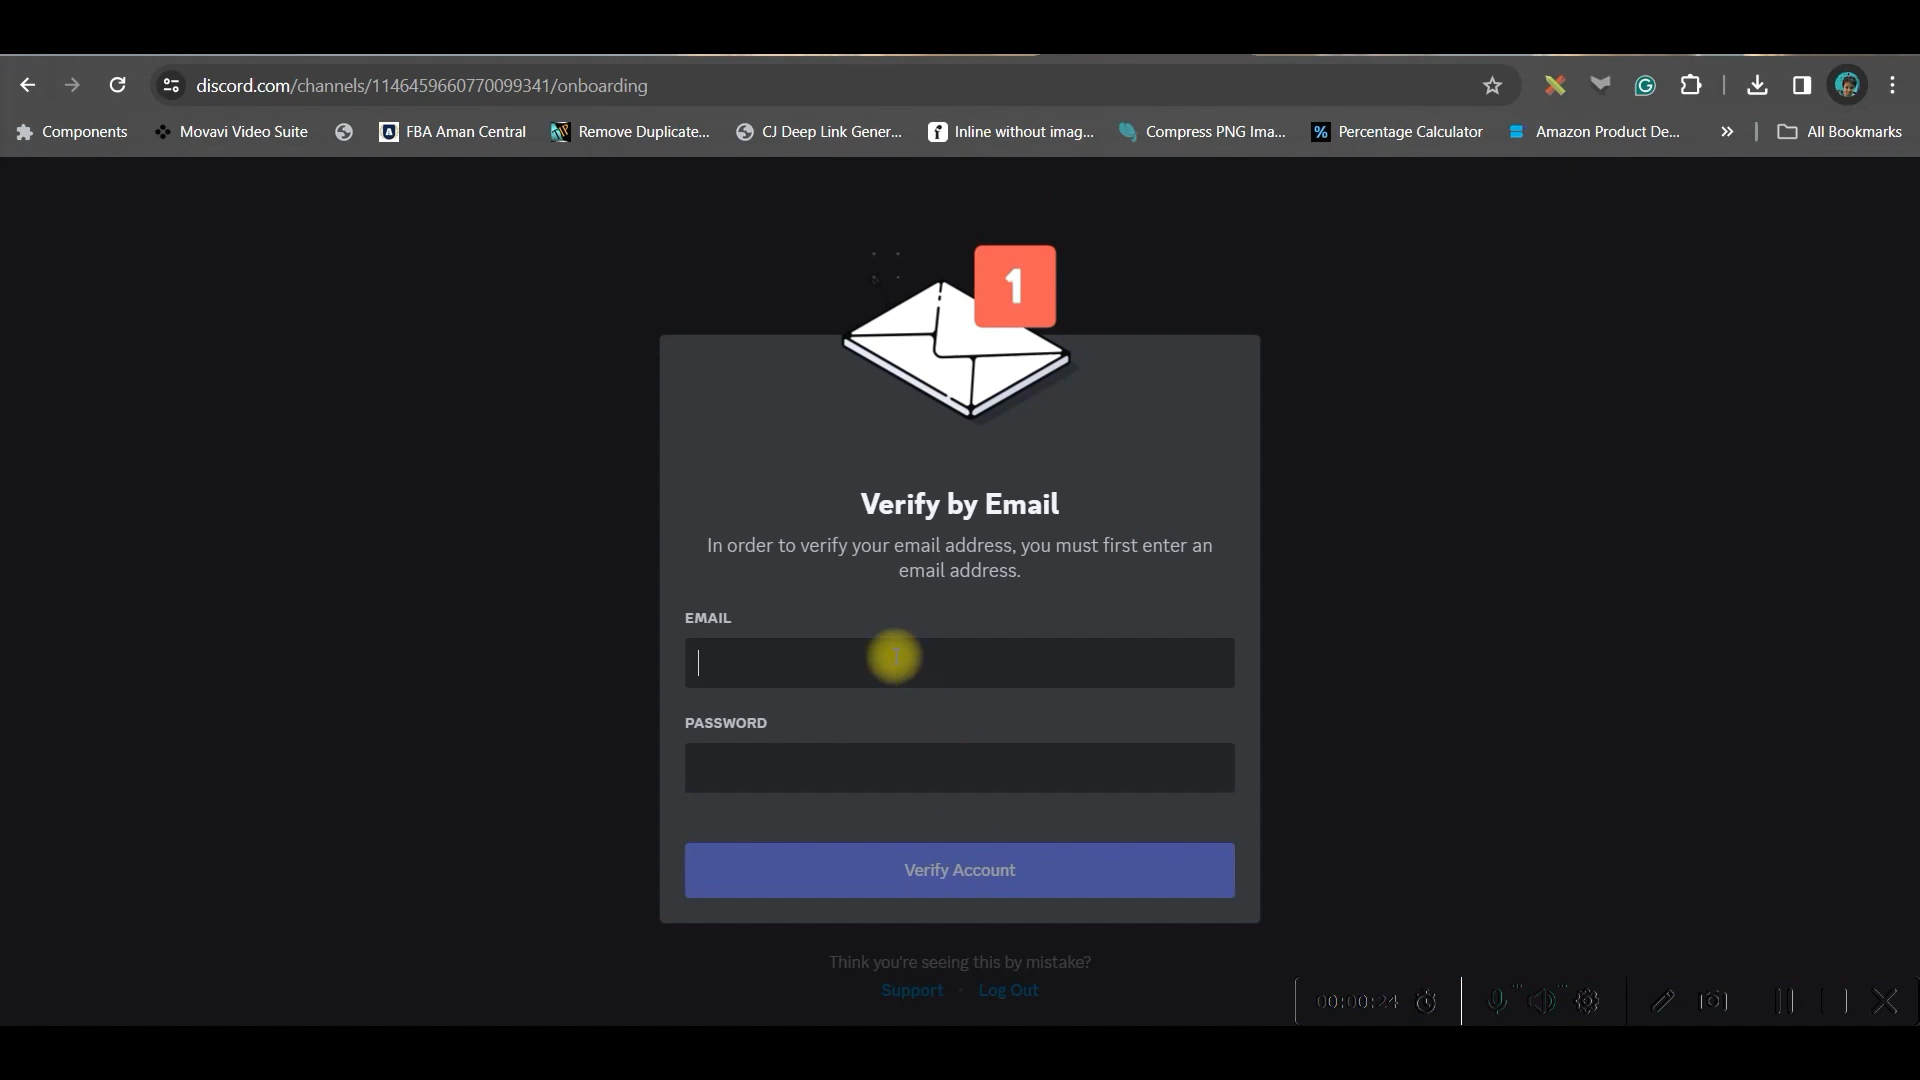 discord.com/channels/1146459660770099341/onboarding
Components
Movavi Video Suite
FBA Aman Central
Remove Duplicate...
CJ Deep Link Gener...
Inline without imag...
Compress PNG Ima...
Percentage Calculator
Amazon Product De...
All Bookmarks
1
Verify by Email
In order to verify your email address, you must first enter an
email address.
EMAIL
PASSWORD
Verify Account
Think you're seeing this by mistake?
Support • Log Out
00:00:24